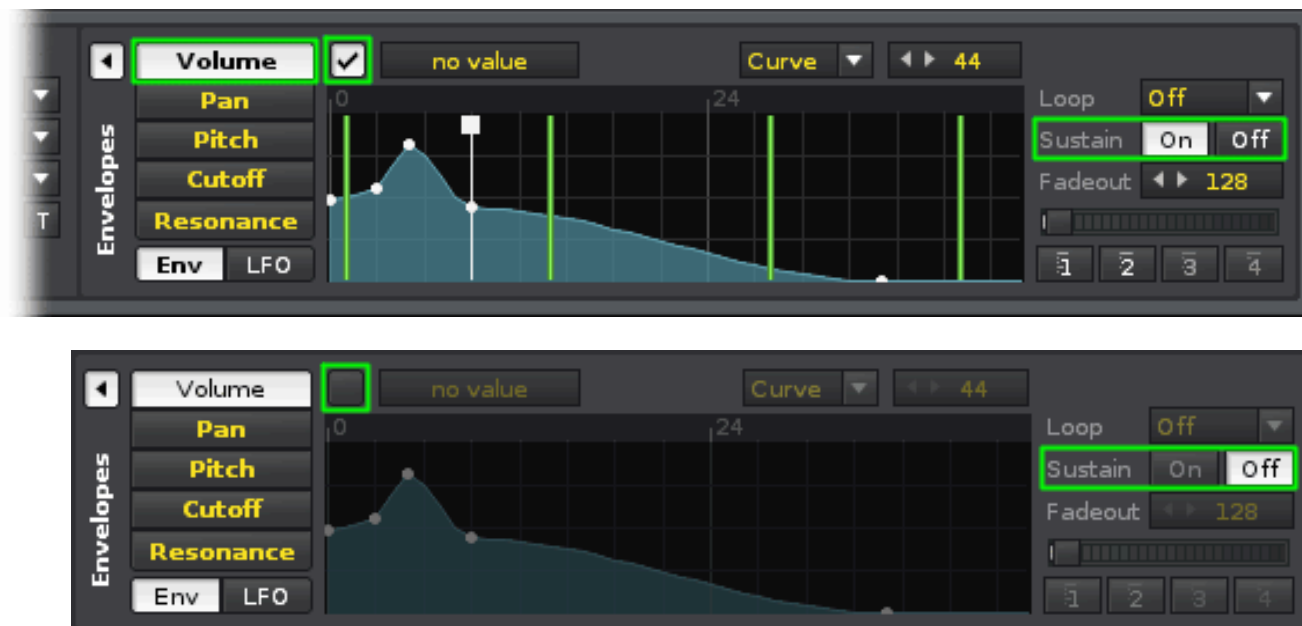 Volume no value Curve 44
Pan 0 24 Loop Off
Pitch Sustain On Off
Cutoff Fadeout 128
T Resonance
Env LFO 1 2 3 4
Envelopes
Volume no value Curve 44
Pan 0 24 Loop Off
Pitch Sustain On Off
Cutoff Fadeout 128
Resonance
Env LFO 1 2 3 4
Envelopes